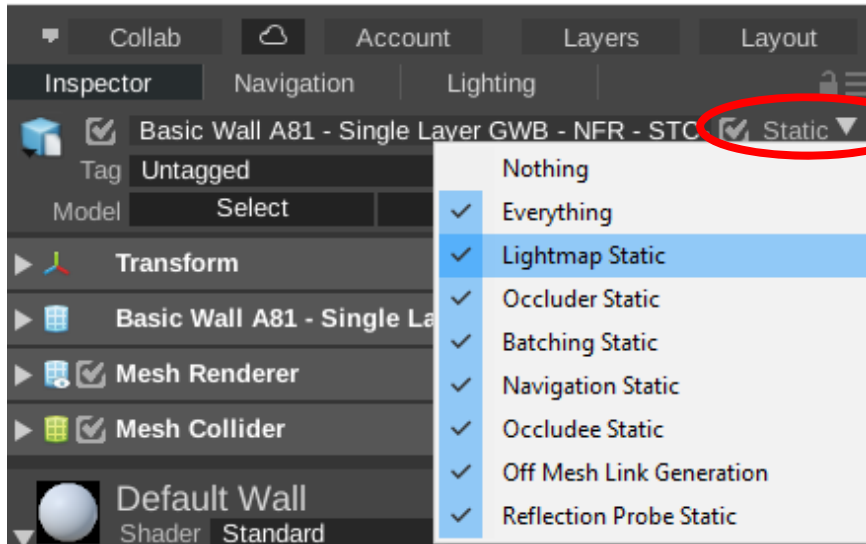 Collab Account Layers Layout
Inspector Navigation Lighting
Basic Wall A81 - Single Layer GWB - NFR - STC Static
Tag Untagged
Nothing
Model Select
Everything
Lightmap Static
Transform
Occluder Static
Basic Wall A81 - Single La
Batching Static
Mesh Renderer
Navigation Static
Mesh Collider
Occludee Static
Off Mesh Link Generation
Default Wall
Reflection Probe Static
Shader Standard